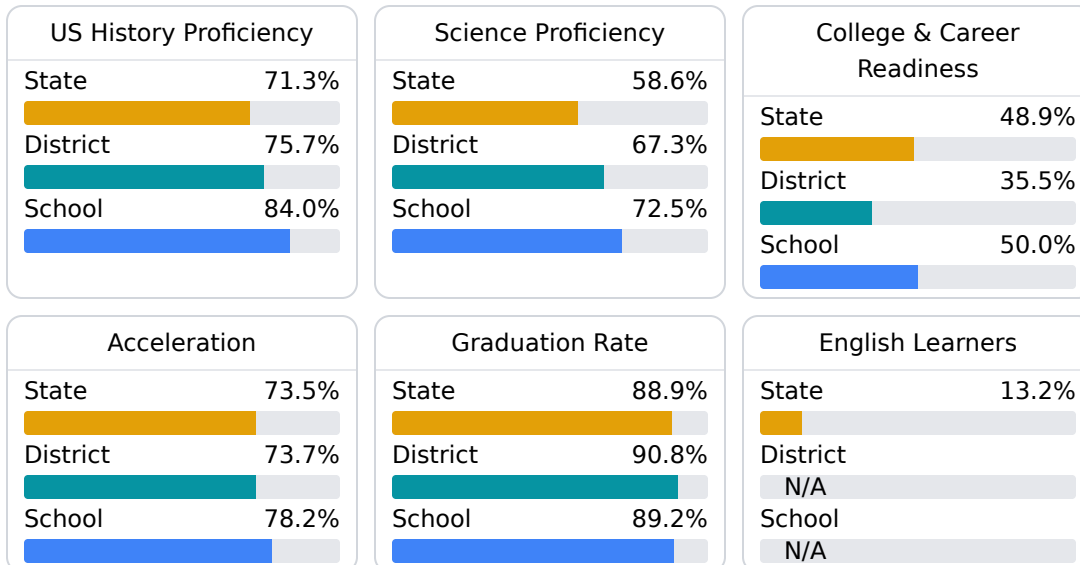 US History Proficiency
State 71.3%
District 75.7%
School 84.0%
Science Proficiency
State 58.6%
District 67.3%
School 72.5%
College & Career
Readiness
State 48.9%
District 35.5%
School 50.0%
Acceleration
State 73.5%
District 73.7%
School 78.2%
Graduation Rate
State 88.9%
District 90.8%
School 89.2%
English Learners
State 13.2%
District
N/A
School
N/A